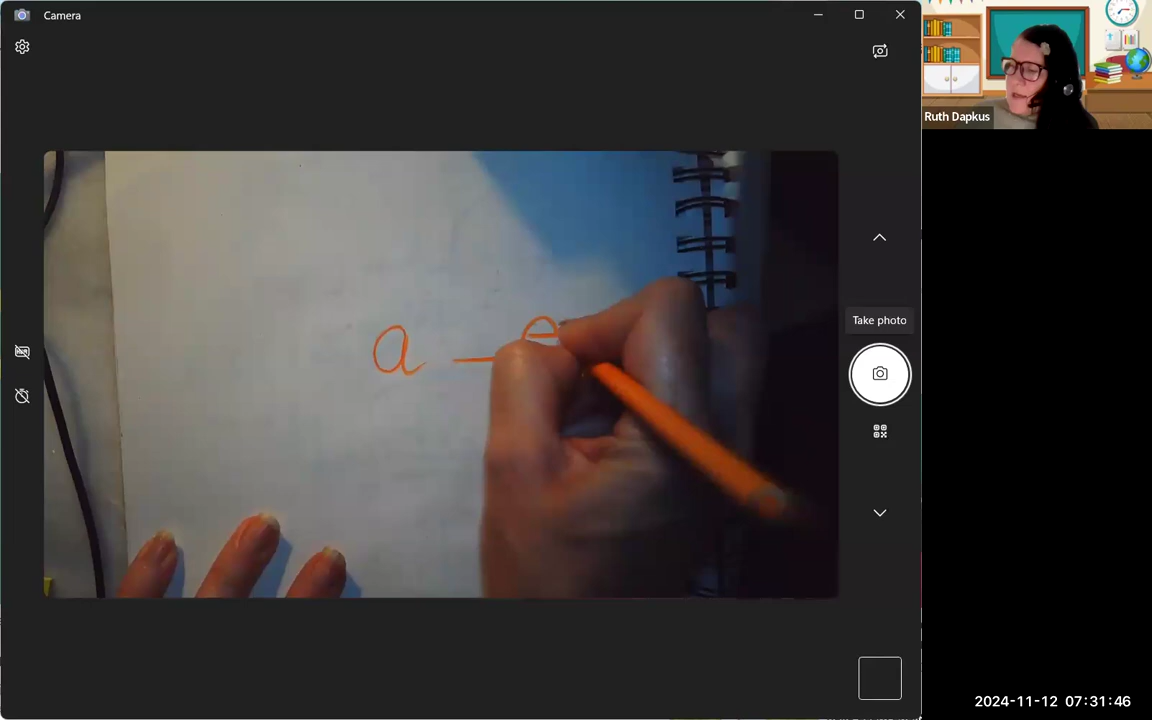 Camera
Ruth Dapkus
a — e
Take photo
2024-11-12 07:31:46